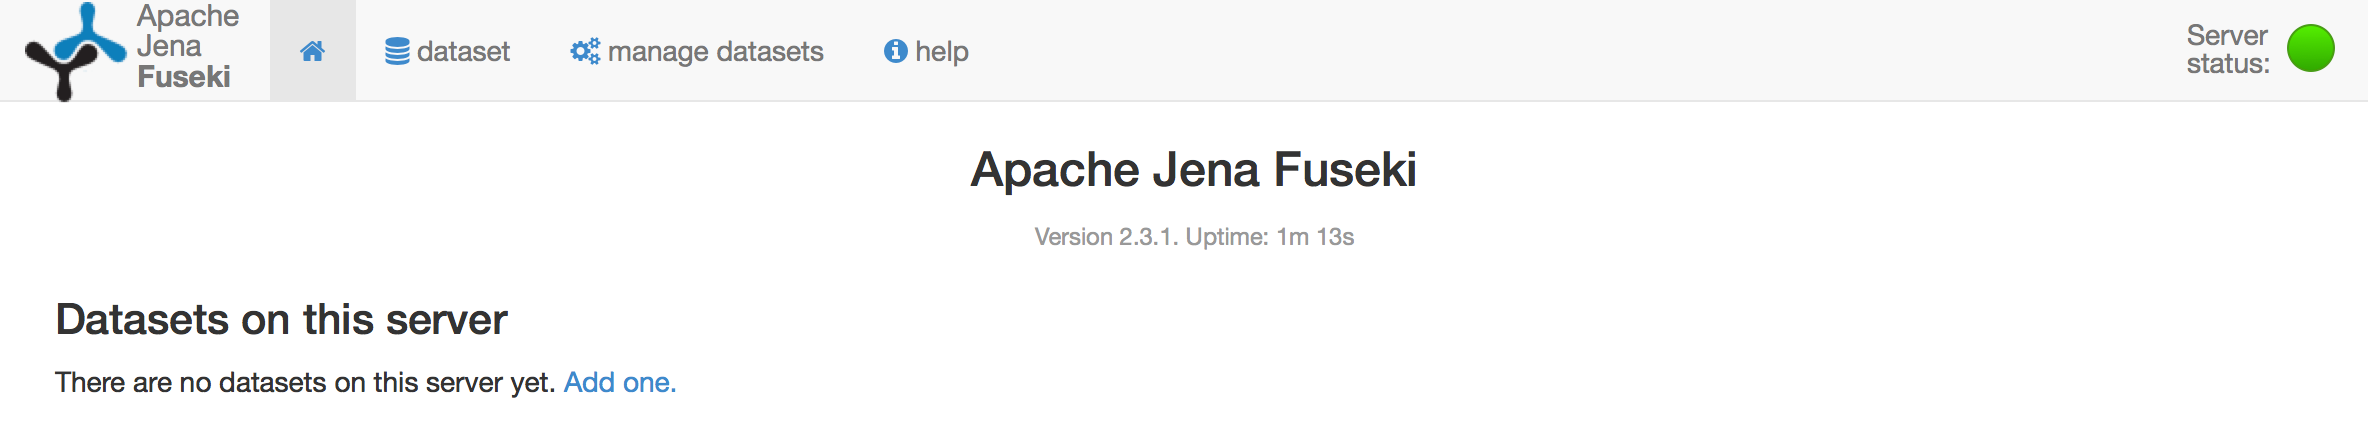 Apache
Jena
Fuseki
dataset
manage datasets
help
Server
status:
Apache Jena Fuseki
Version 2.3.1. Uptime: 1m 13s
Datasets on this server
There are no datasets on this server yet. Add one.